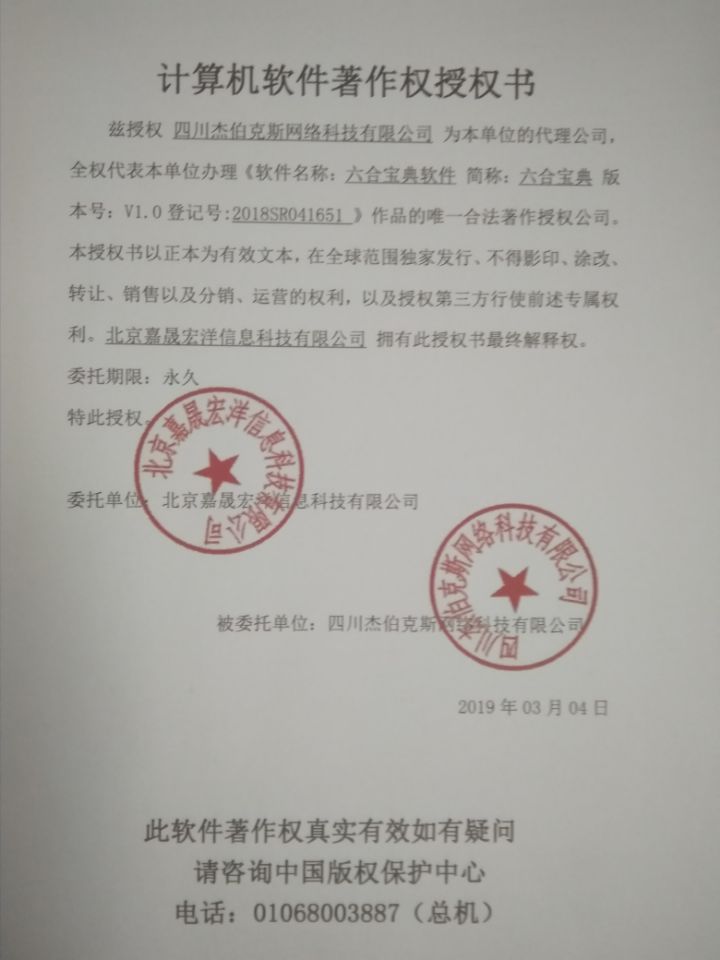 计算机软件著作权授权书
兹授权 四川杰伯克斯网络科技有限公司 为本单位的代理公司,
全权代表本单位办理《软件名称：六合宝典软件 简称：六合宝典 版
本号：V1.0 登记号:2018SR041651 》作品的唯一合法著作授权公司。
本授权书以正本为有效文本，在全球范围独家发行、不得影印、涂改、
转让、销售以及分销、运营的权利，以及授权第三方行使前述专属权
利。北京嘉晟宏洋信息科技有限公司 拥有此授权书最终解释权。
委托期限：永久
特此授权。
北京嘉晟宏洋信息科技有限公司
委托单位：北京嘉晟宏洋信息科技有限公司
四川杰伯克斯网络科技有限公司
被委托单位：四川杰伯克斯网络科技有限公司
2019 年 03 月 04 日
此软件著作权真实有效如有疑问
请咨询中国版权保护中心
电话：01068003887（总机）